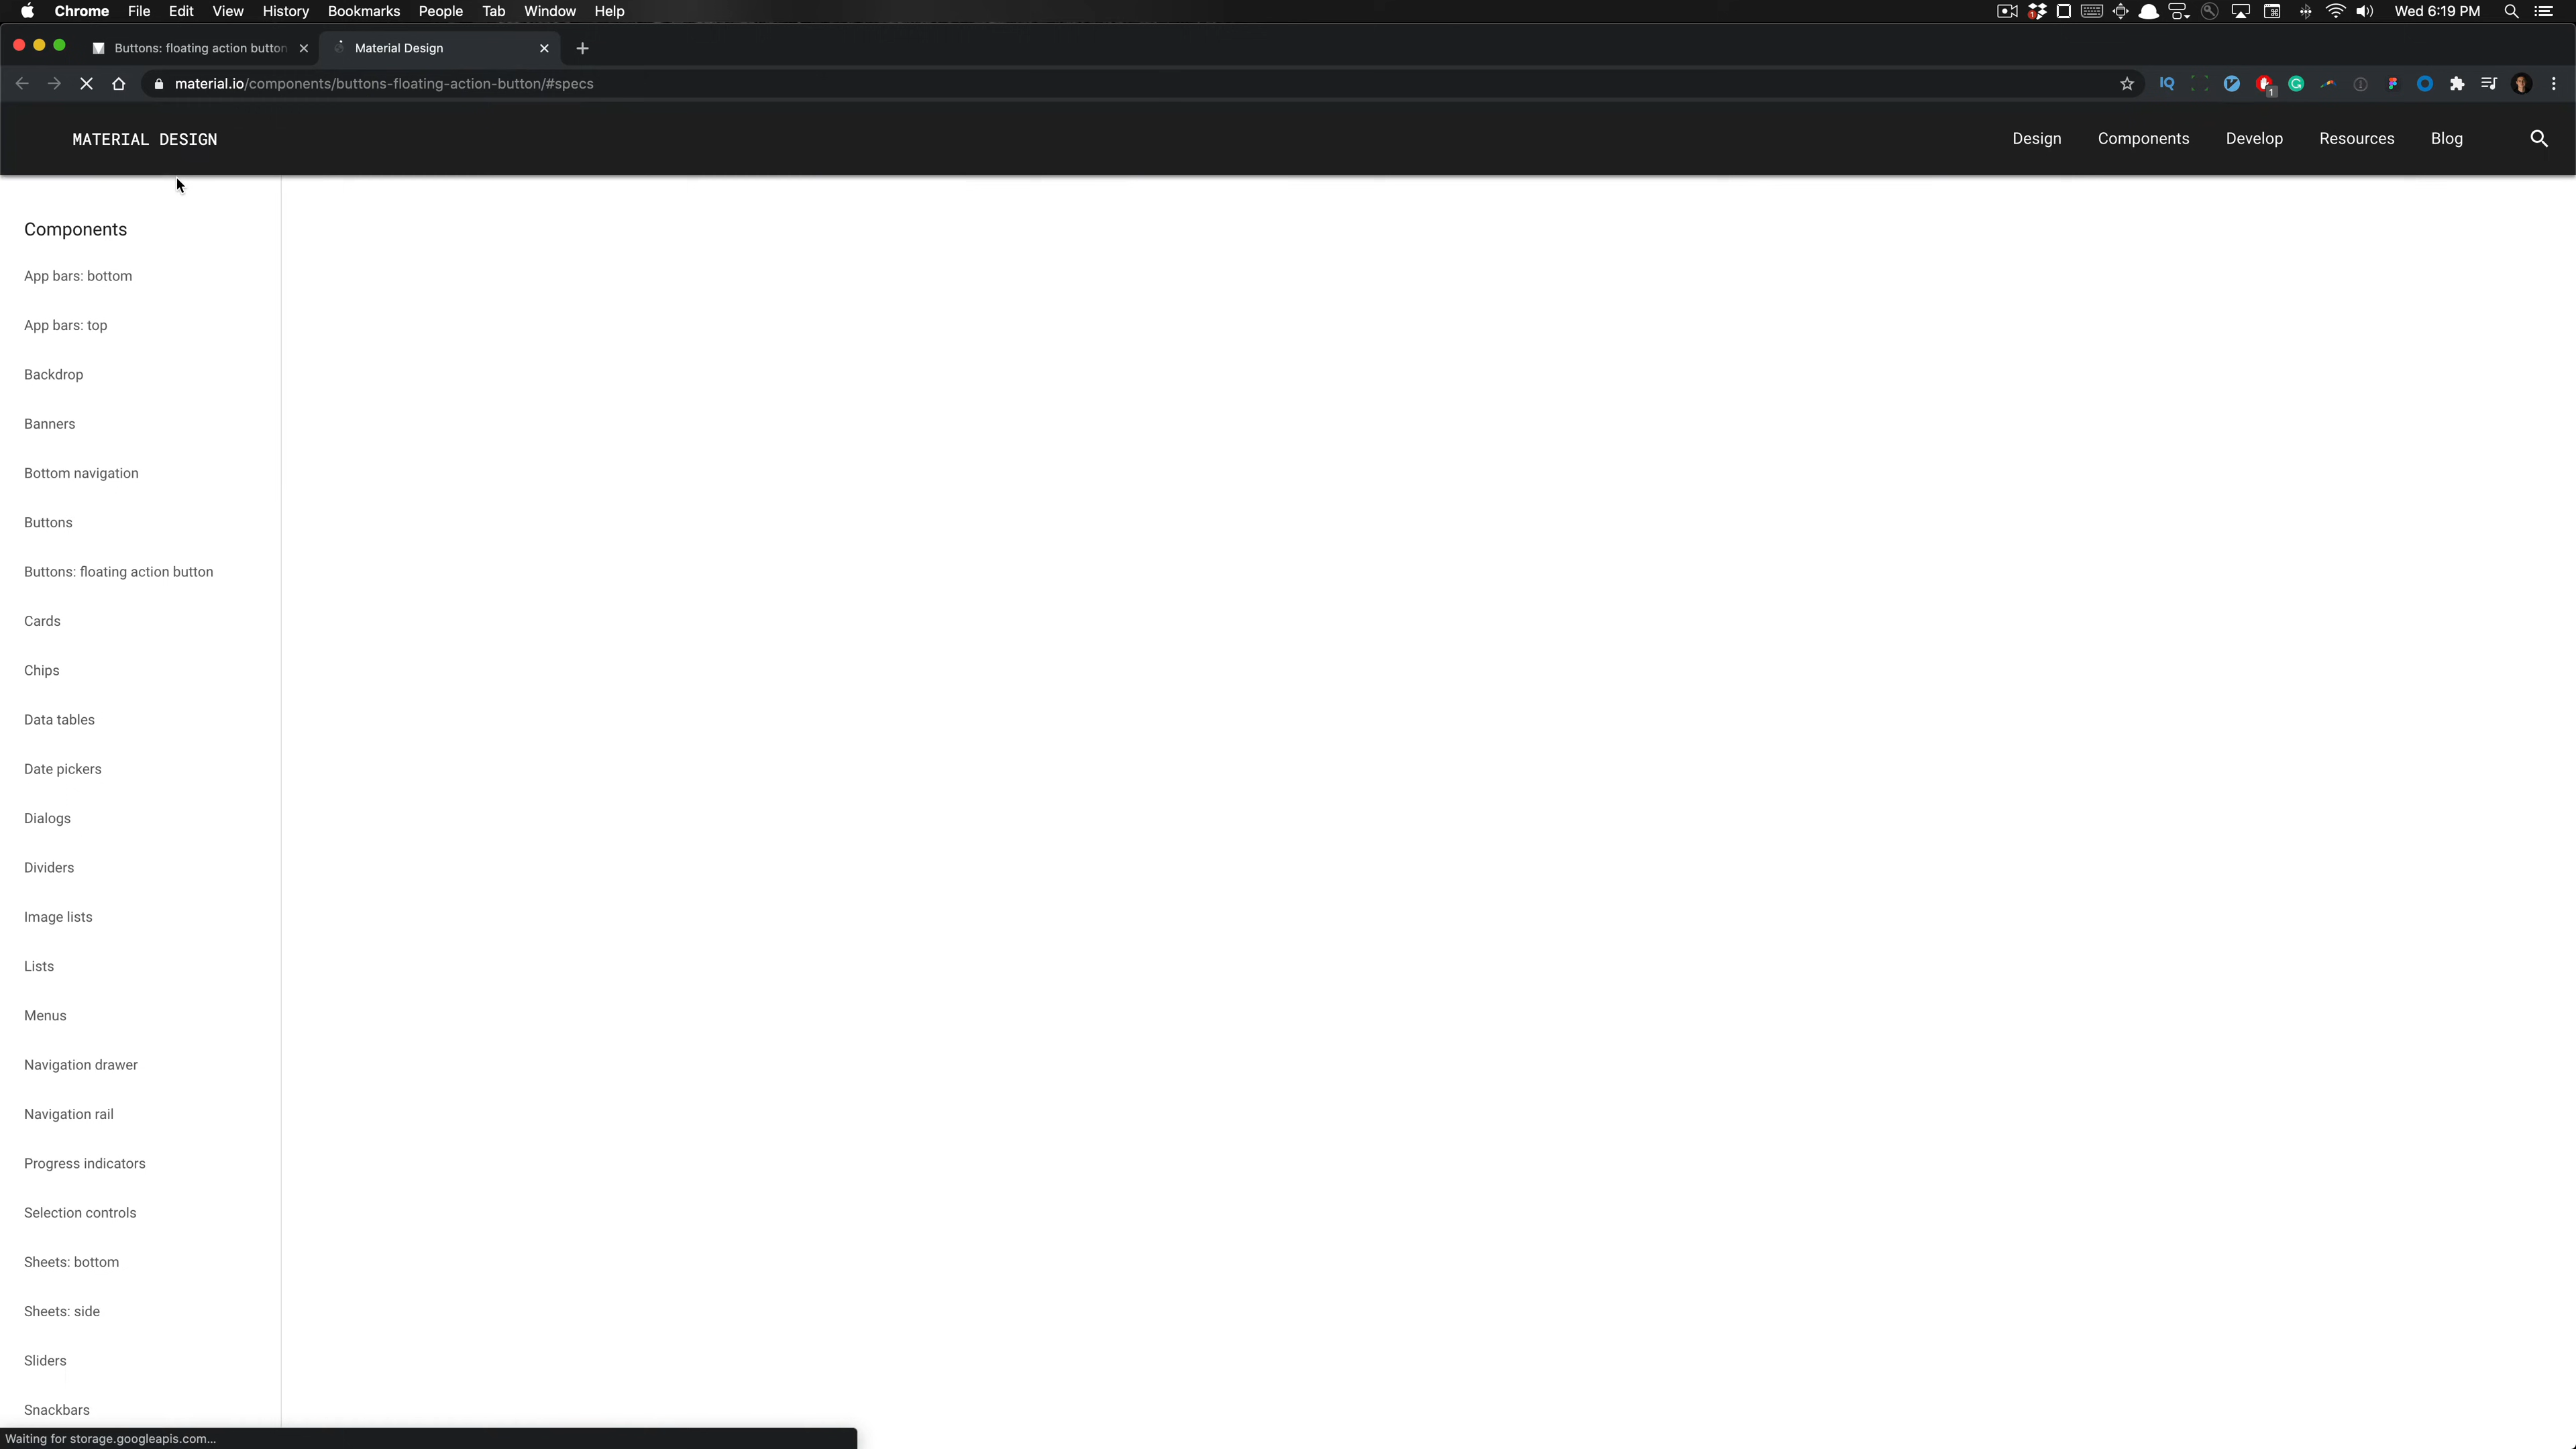 Chrome File Edit View History Bookmarks People Tab Window Help Wed 6:19 PM
Buttons: floating action button Material Design
material.io/components/buttons-floating-action-button/#specs
MATERIAL DESIGN Design Components Develop Resources Blog
Components
App bars: bottom
App bars: top
Backdrop
Banners
Bottom navigation
Buttons
Buttons: floating action button
Cards
Chips
Data tables
Date pickers
Dialogs
Dividers
Image lists
Lists
Menus
Navigation drawer
Navigation rail
Progress indicators
Selection controls
Sheets: bottom
Sheets: side
Sliders
Snackbars
Waiting for storage.googleapis.com...